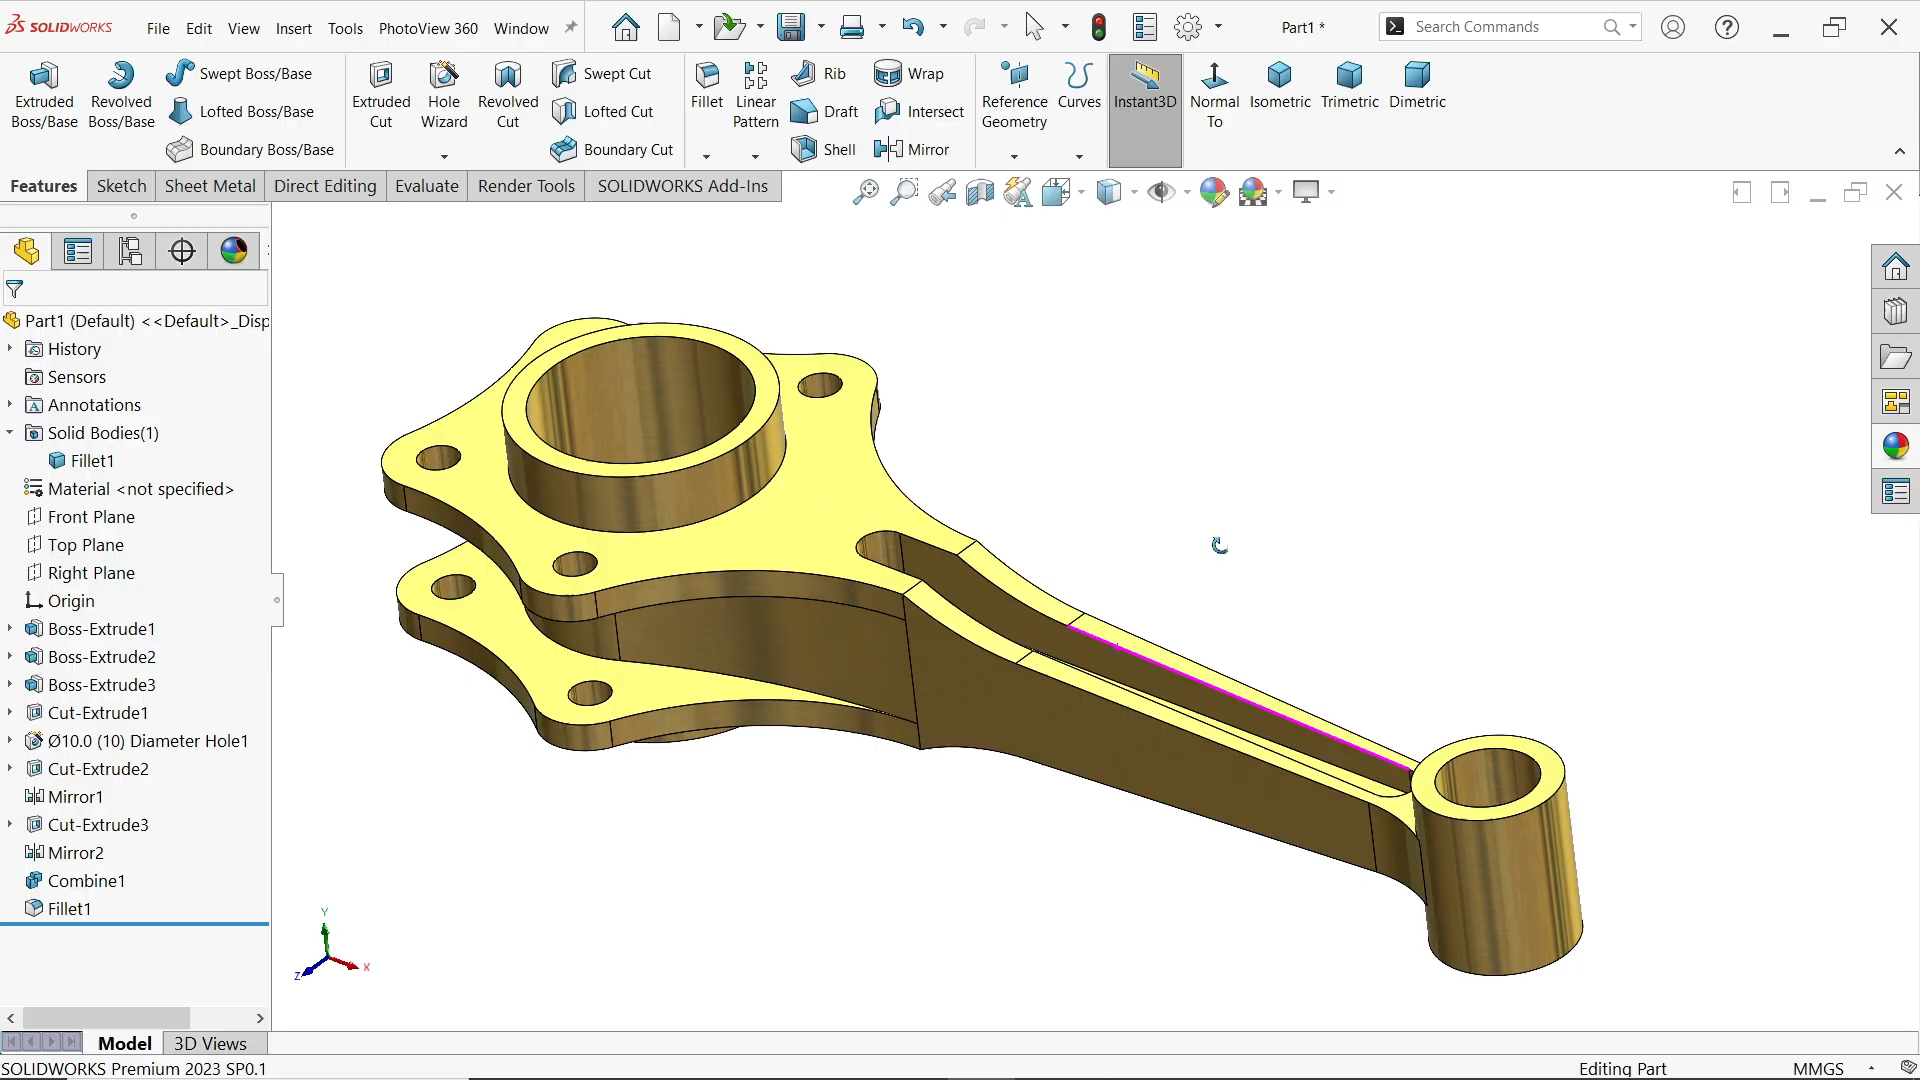 SOLIDWORKS File Edit View Insert Tools PhotoView 360 Window Part1 * Search Commands
Extruded Boss/Base
Revolved Boss/Base
Swept Boss/Base
Lofted Boss/Base
Boundary Boss/Base
Extruded Cut
Hole Wizard
Revolved Cut
Swept Cut
Lofted Cut
Boundary Cut
Fillet
Linear Pattern
Rib
Draft
Shell
Wrap
Intersect
Mirror
Reference Geometry
Curves
Instant3D
Normal To
Isometric
Trimetric
Dimetric
Features Sketch Sheet Metal Direct Editing Evaluate Render Tools SOLIDWORKS Add-Ins
Part1 (Default) <<Default>_Disp
History
Sensors
Annotations
Solid Bodies(1)
Fillet1
Material <not specified>
Front Plane
Top Plane
Right Plane
Origin
Boss-Extrude1
Boss-Extrude2
Boss-Extrude3
Cut-Extrude1
Ø10.0 (10) Diameter Hole1
Cut-Extrude2
Mirror1
Cut-Extrude3
Mirror2
Combine1
Fillet1
Y
X
Z
Model 3D Views
SOLIDWORKS Premium 2023 SP0.1 Editing Part MMGS